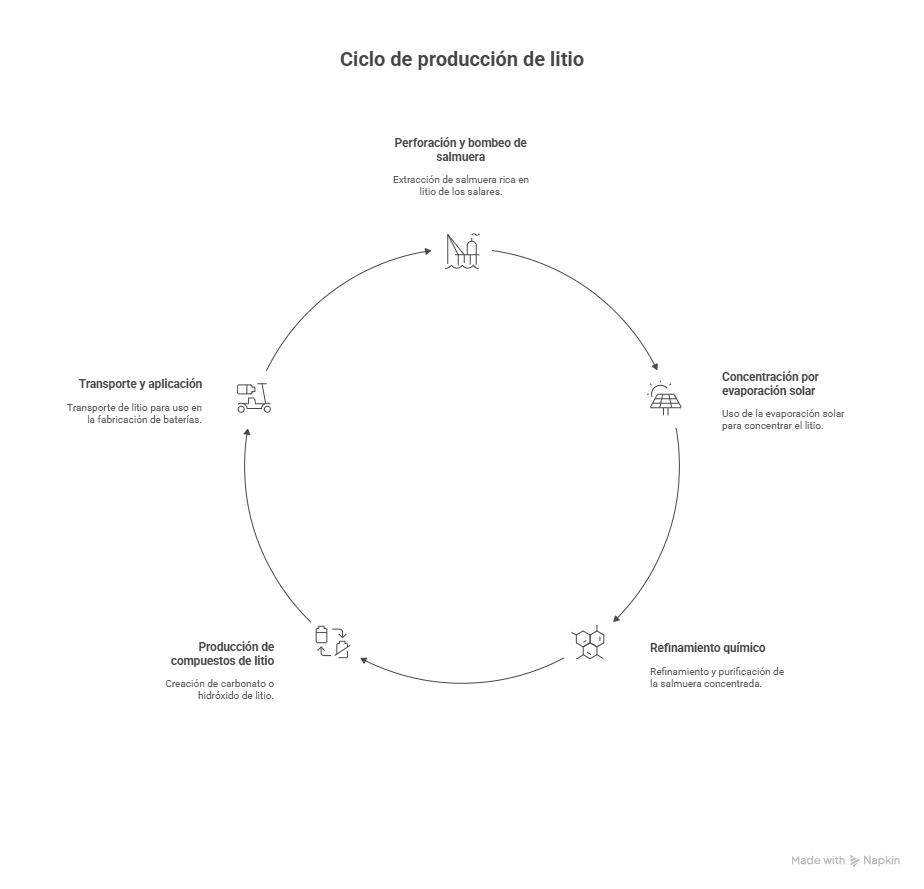 Ciclo de producción de litio
Perforación y bombeo de
salmuera
Extracción de salmuera rica en
litio de los salares.
Concentración por
evaporación solar
Uso de la evaporación solar
para concentrar el litio.
Refinamiento químico
Refinamiento y purificación de
la salmuera concentrada.
Producción de
compuestos de litio
Creación de carbonato o
hidróxido de litio.
Transporte y aplicación
Transporte de litio para uso en
la fabricación de baterías.
Made with Napkin